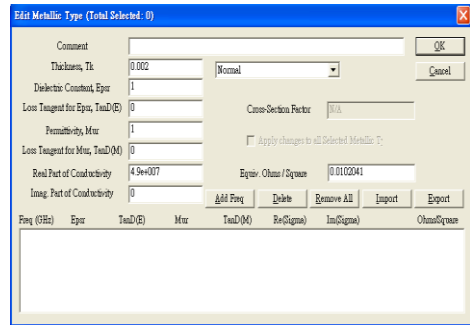 Edit Metallic Type (Total Selected: 0)
Comment
OK
Thickness, Tk 0.002 Normal
Cancel
Dielectric Constant, Epsr 1
Loss Tangent for Epsr, TanD(E) 0 Cross-Section Factor N/A
Permittivity, Mur 1
Apply changes to all Selected Metallic Ty
Loss Tangent for Mur, TanD(M) 0
Real Part of Conductivity 4.9e+007 Equiv. Ohms / Square 0.0102041
Imag. Part of Conductivity 0
Add Freq Delete Remove All Import Export
Freq (GHz) Epsr TanD(E) Mur TanD(M) Re(Sigma) Im(Sigma) Ohms/Square